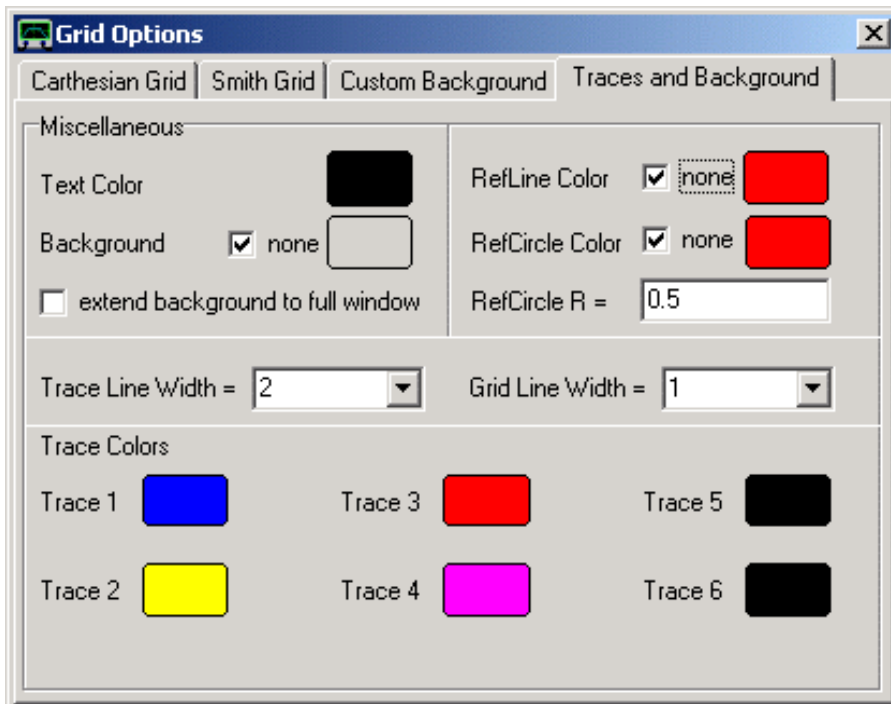 Grid Options
Carthesian Grid Smith Grid Custom Background Traces and Background
Miscellaneous
Text Color
Background none
extend background to full window
RefLine Color none
RefCircle Color none
RefCircle R = 0.5
Trace Line Width = 2 Grid Line Width = 1
Trace Colors
Trace 1 Trace 3 Trace 5
Trace 2 Trace 4 Trace 6